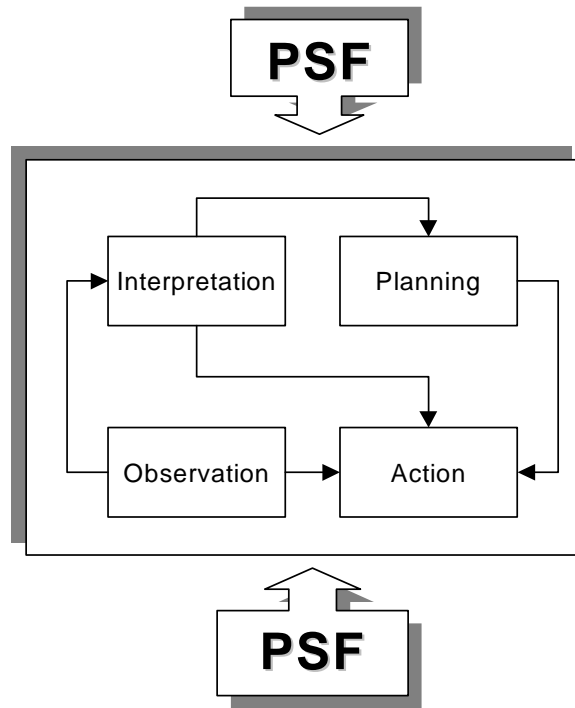 PSF
Interpretation
Planning
Observation
Action
PSF